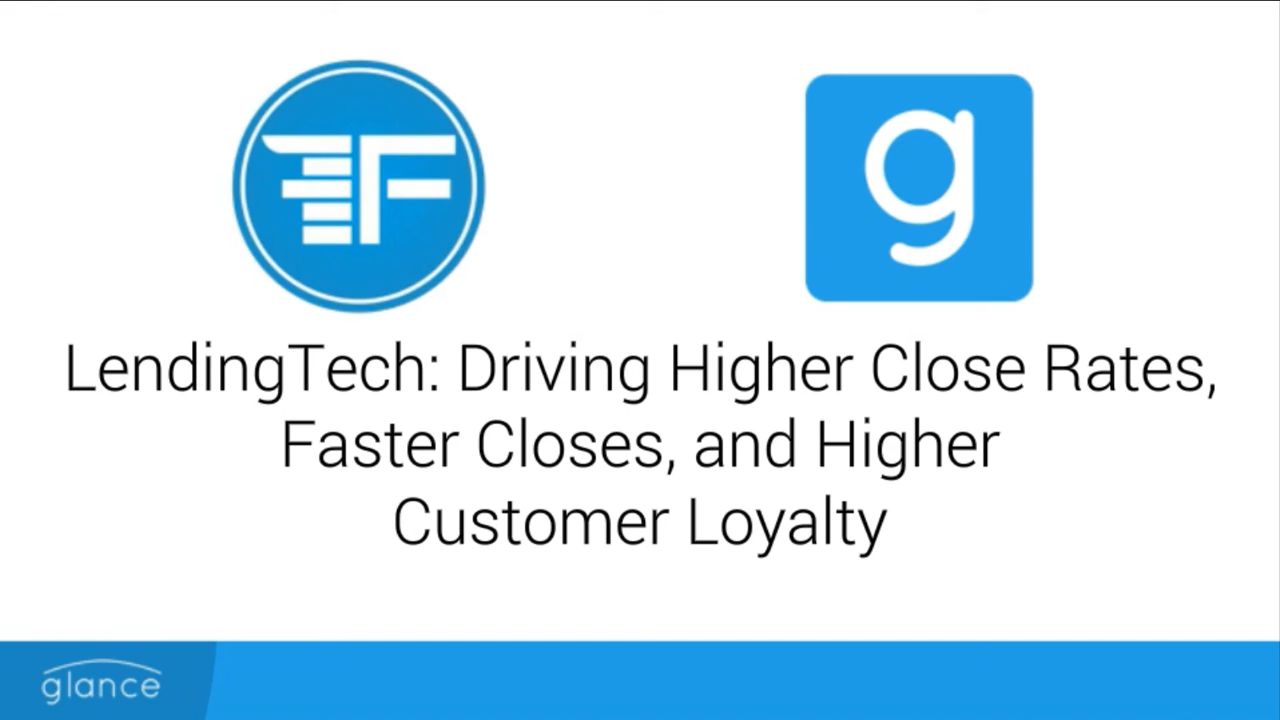 F
g
LendingTech: Driving Higher Close Rates,
Faster Closes, and Higher
Customer Loyalty
glance